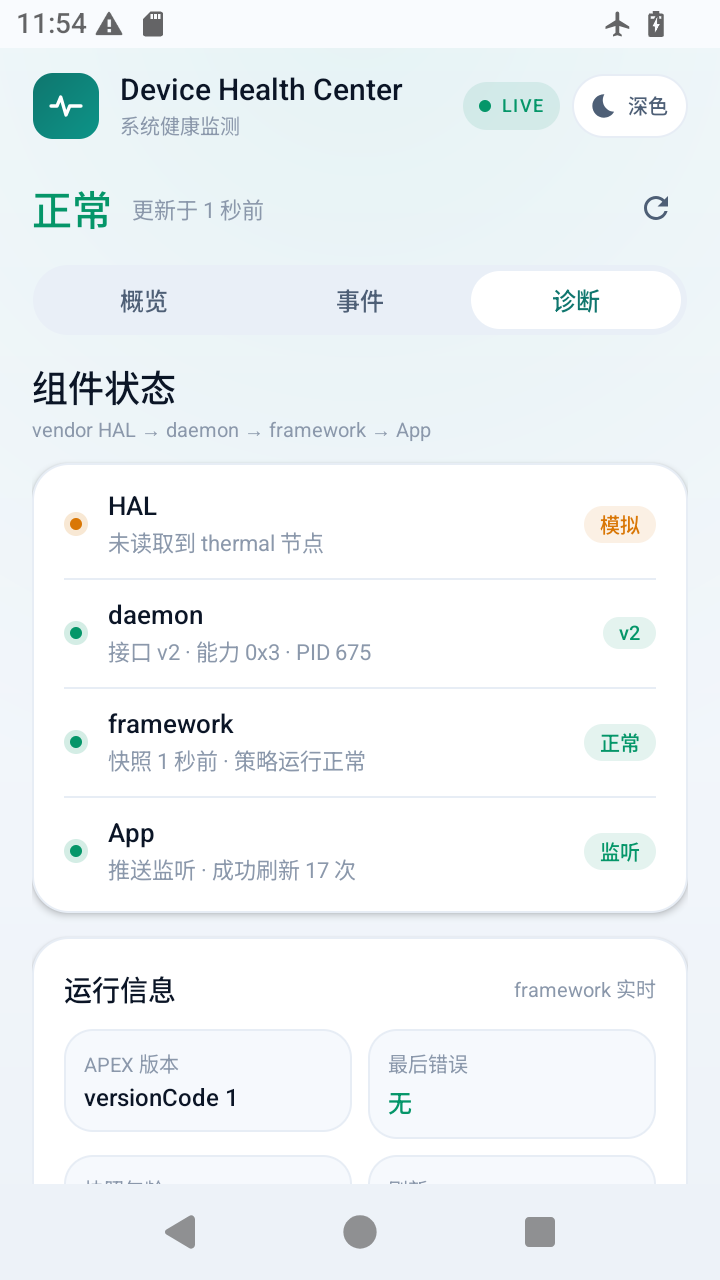 11:54
Device Health Center
系统健康监测
LIVE
深色
正常
更新于 1 秒前
概览
事件
诊断
组件状态
vendor HAL → daemon → framework → App
HAL
未读取到 thermal 节点
模拟
daemon
接口 v2 · 能力 0x3 · PID 675
v2
framework
快照 1 秒前 · 策略运行正常
正常
App
推送监听 · 成功刷新 17 次
监听
运行信息
framework 实时
APEX 版本
versionCode 1
最后错误
无